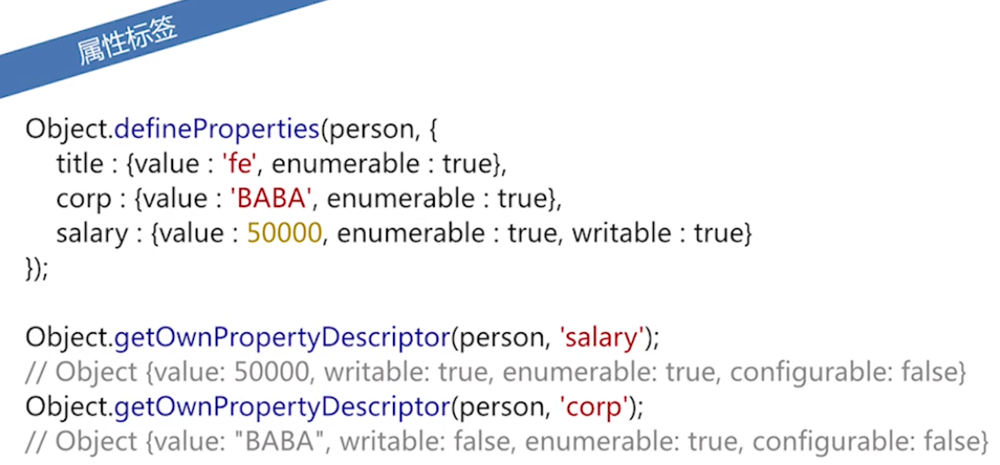 属性标签
Object.defineProperties(person, {
title : {value : 'fe', enumerable : true},
corp : {value : 'BABA', enumerable : true},
salary : {value : 50000, enumerable : true, writable : true}
});
Object.getOwnPropertyDescriptor(person, 'salary');
// Object {value: 50000, writable: true, enumerable: true, configurable: false}
Object.getOwnPropertyDescriptor(person, 'corp');
// Object {value: "BABA", writable: false, enumerable: true, configurable: false}